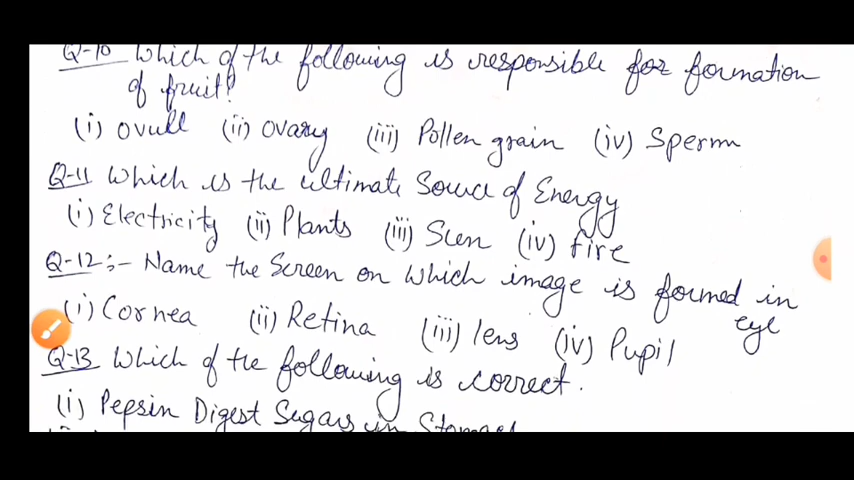 Q-10 Which of the following is responsible for formation
of fruit?
(i) Ovule (ii) Ovary (iii) Pollen grain (iv) Sperm
Q-11 Which is the ultimate Source of Energy
(i) Electricity (ii) Plants (iii) Sun (iv) fire
Q-12:- Name the Screen on which image is formed in
eye
(i) Cornea (ii) Retina (iii) lens (iv) Pupil
Q-13 Which of the following is correct.
(i) Pepsin Digest Sugars in Stomach